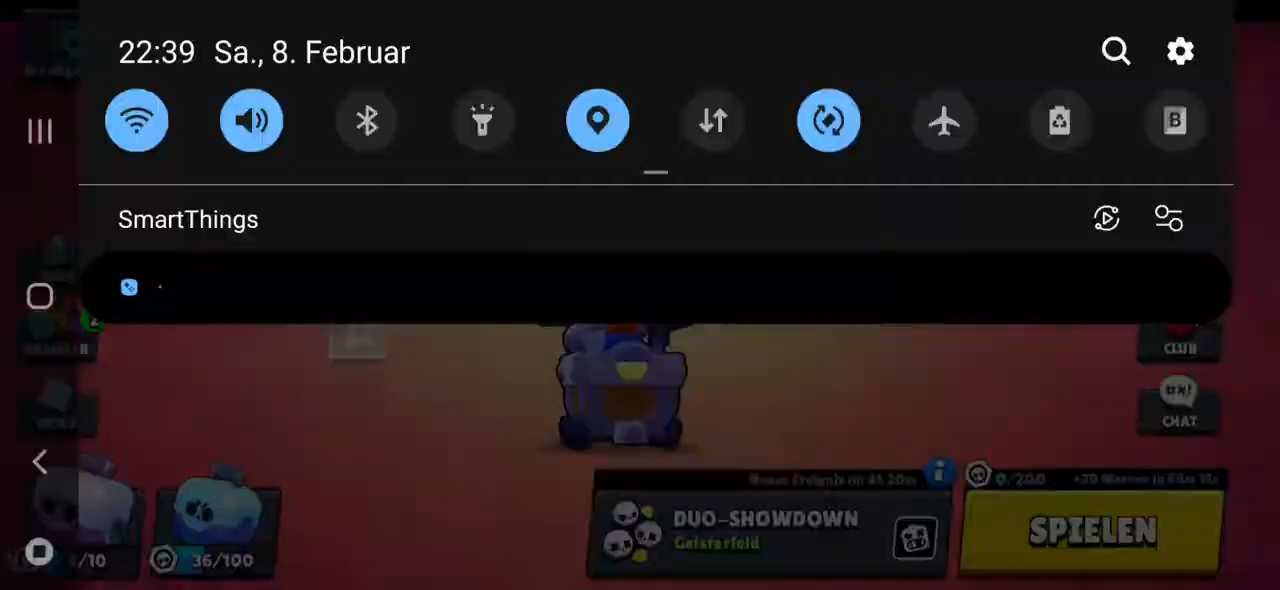 22:39 Sa., 8. Februar
B
SmartThings
CLUB
CHAT
0/200
DUO-SHOWDOWN
Geisterfeld
SPIELEN
/10
36/100